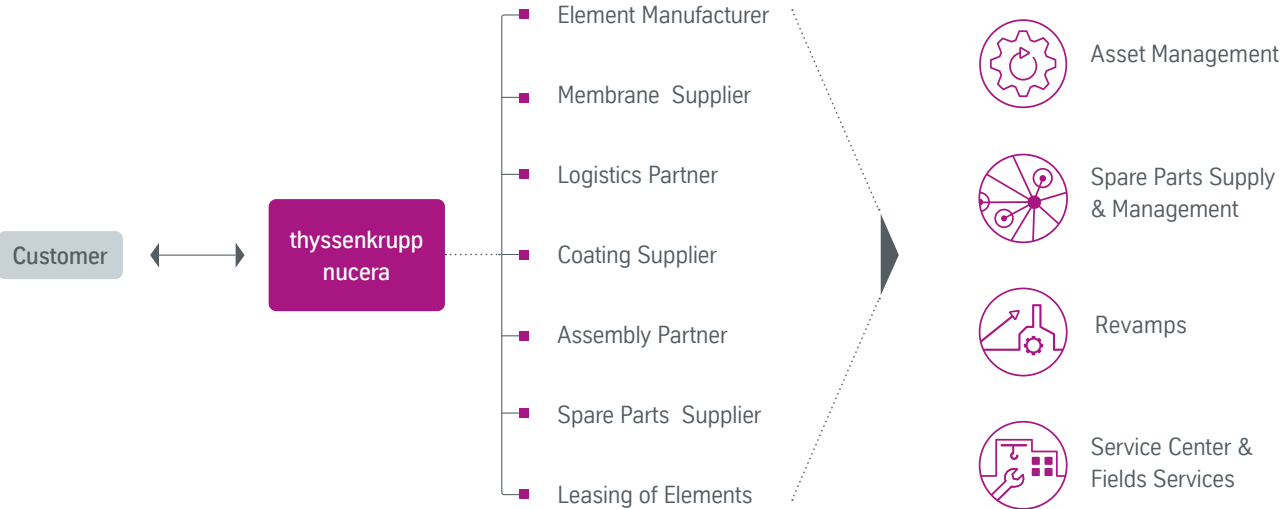 Customer
thyssenkrupp
nucera
Element Manufacturer
Membrane Supplier
Logistics Partner
Coating Supplier
Assembly Partner
Spare Parts Supplier
Leasing of Elements
Asset Management
Spare Parts Supply
& Management
Revamps
Service Center &
Fields Services